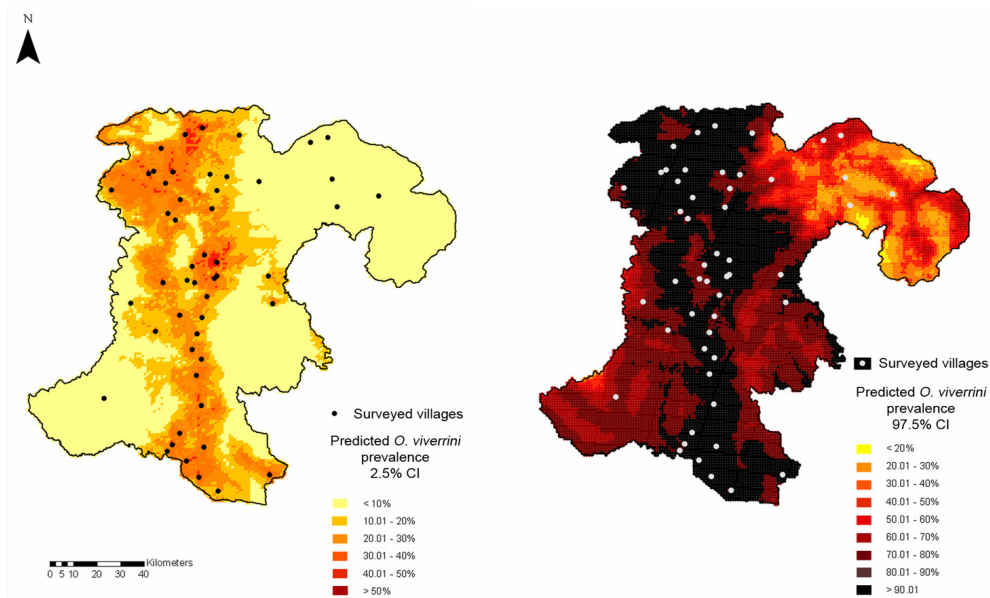 N
Surveyed villages
Predicted O. viverrini
prevalence
2.5% CI
< 10%
10.01 - 20%
20.01 - 30%
30.01 - 40%
40.01 - 50%
> 50%
0 5 10 20 30 40 Kilometers
Surveyed villages
Predicted O. viverrini
prevalence
97.5% CI
< 20%
20.01 - 30%
30.01 - 40%
40.01 - 50%
50.01 - 60%
60.01 - 70%
70.01 - 80%
80.01 - 90%
> 90.01